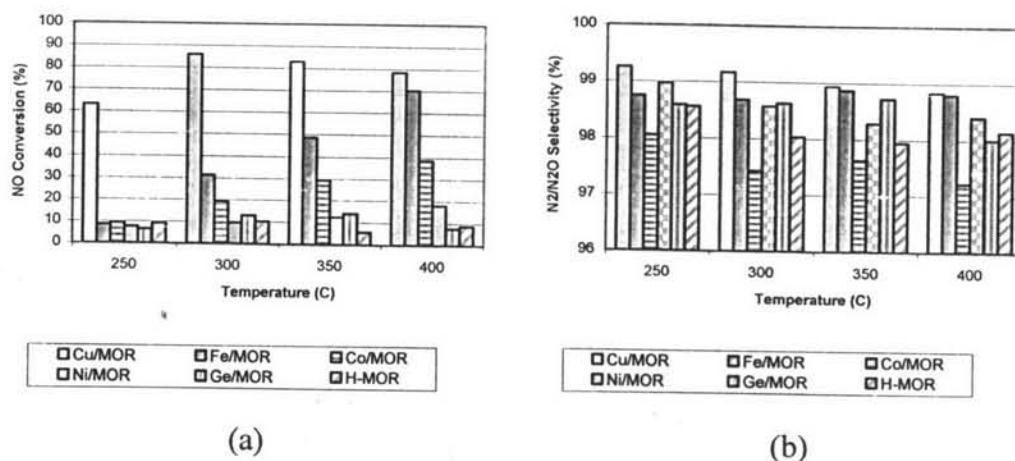 NO Conversion (%)
100
90
80
70
60
50
40
30
20
10
0
250 300 350 400
Temperature (C)
Cu/MOR Fe/MOR Co/MOR
Ni/MOR Ge/MOR H-MOR
(a)
N2/N2O Selectivity (%)
100
99
98
97
96
250 300 350 400
Temperature (C)
Cu/MOR Fe/MOR Co/MOR
Ni/MOR Ge/MOR H-MOR
(b)